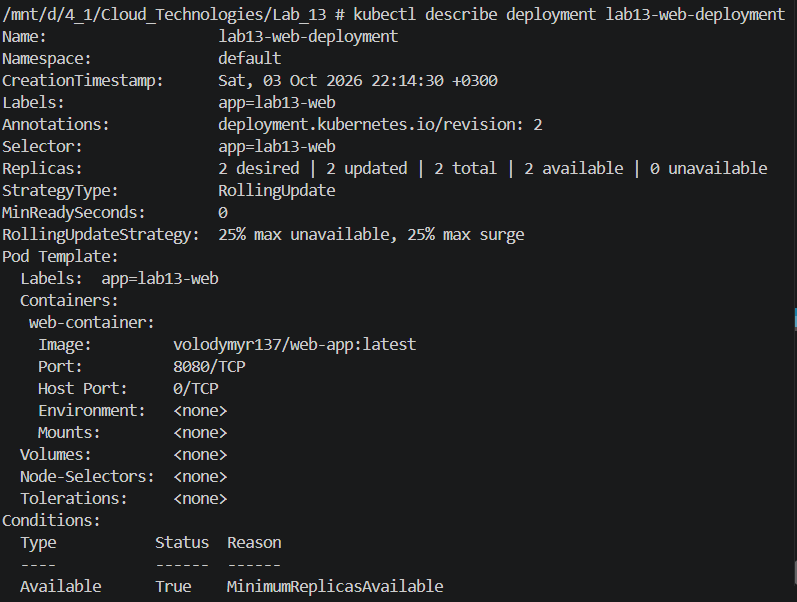 /mnt/d/4_1/Cloud_Technologies/Lab_13 # kubectl describe deployment lab13-web-deployment
Name:                   lab13-web-deployment
Namespace:              default
CreationTimestamp:      Sat, 03 Oct 2026 22:14:30 +0300
Labels:                 app=lab13-web
Annotations:            deployment.kubernetes.io/revision: 2
Selector:               app=lab13-web
Replicas:               2 desired | 2 updated | 2 total | 2 available | 0 unavailable
StrategyType:           RollingUpdate
MinReadySeconds:        0
RollingUpdateStrategy:  25% max unavailable, 25% max surge
Pod Template:
  Labels:  app=lab13-web
  Containers:
   web-container:
    Image:         volodymyr137/web-app:latest
    Port:          8080/TCP
    Host Port:     0/TCP
    Environment:   <none>
    Mounts:        <none>
  Volumes:         <none>
  Node-Selectors:  <none>
  Tolerations:     <none>
Conditions:
  Type           Status  Reason
  ----           ------  ------
  Available      True    MinimumReplicasAvailable